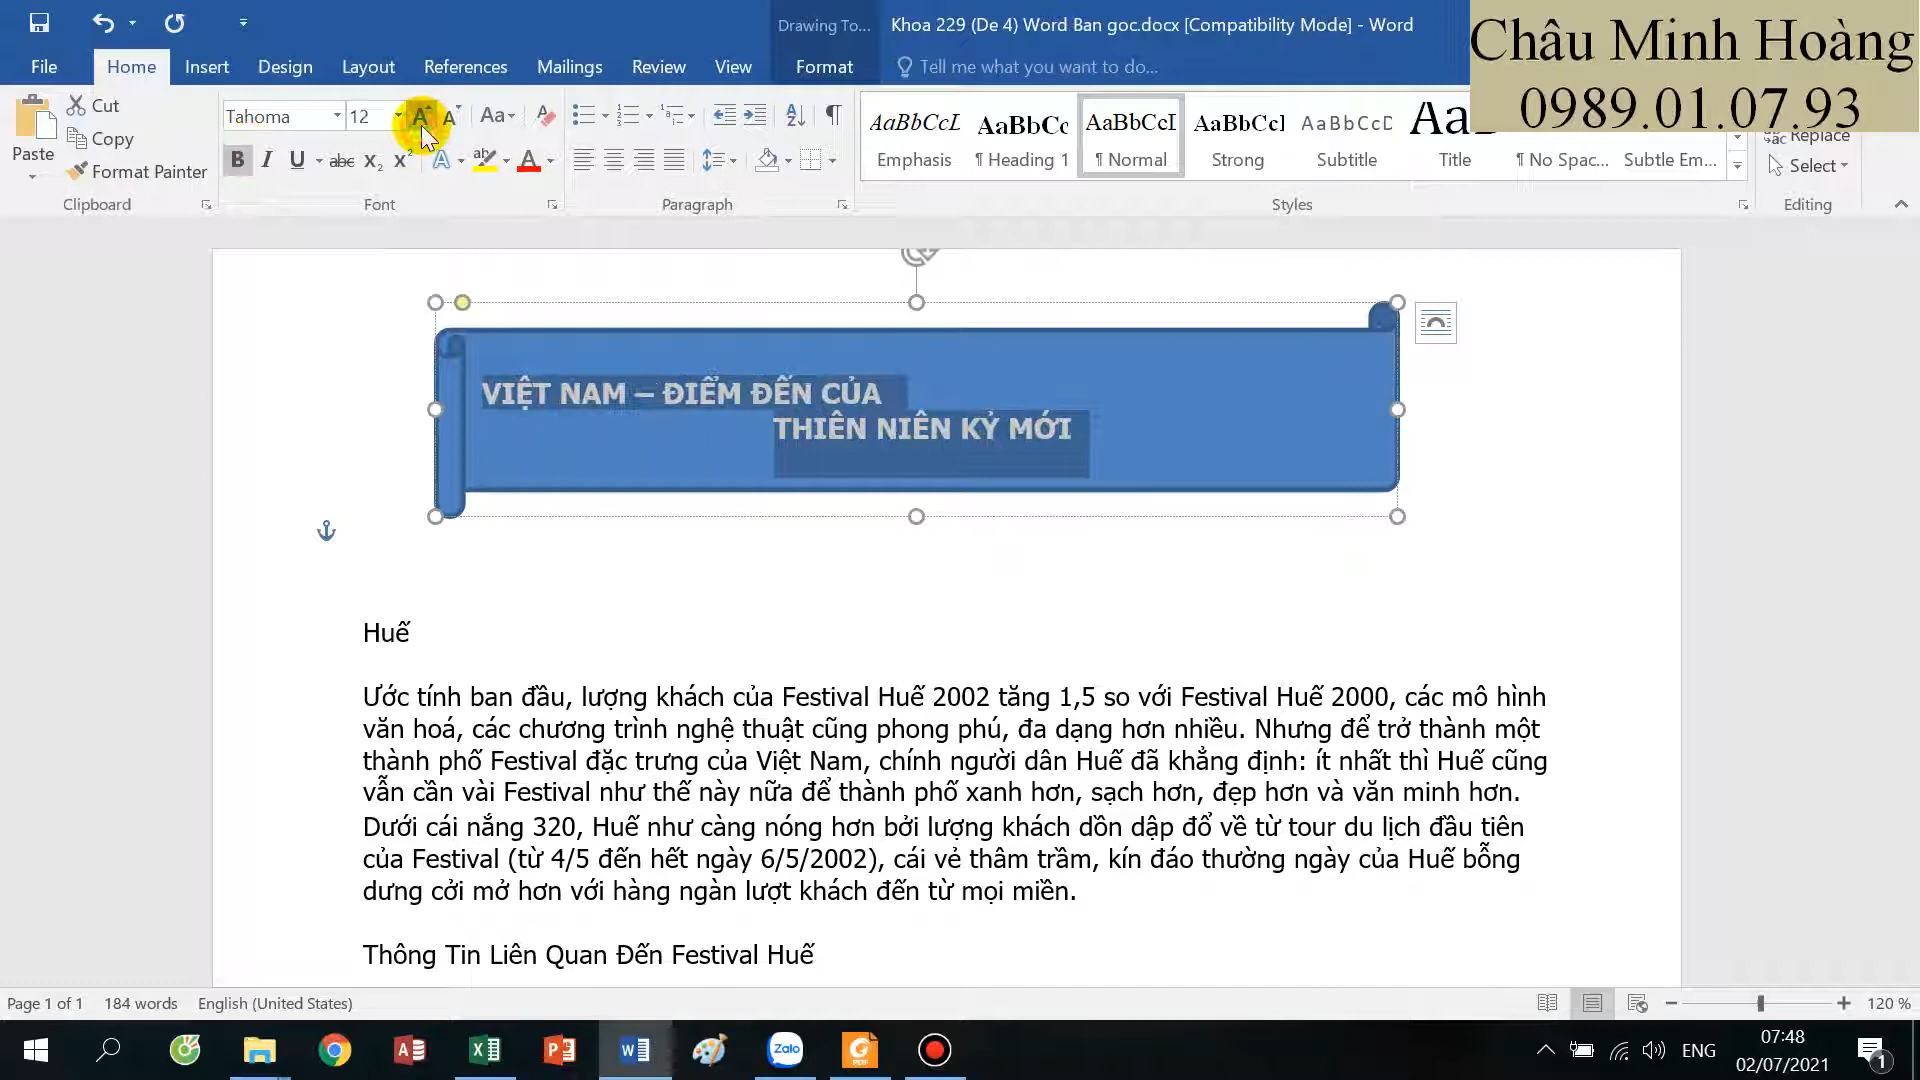 Drawing To...
Khoa 229 (De 4) Word Ban goc.docx [Compatibility Mode] - Word
Châu Minh Hoàng
0989.01.07.93
File
Home
Insert
Design
Layout
References
Mailings
Review
View
Format
Tell me what you want to do...
Paste
Cut
Copy
Format Painter
Clipboard
Tahoma
12
Font
Paragraph
AaBbCcL
Emphasis
AaBbCc
¶ Heading 1
AaBbCcI
¶ Normal
AaBbCcI
Strong
AaBbCcD
Subtitle
Title
¶ No Spac...
Subtle Em...
Styles
Replace
Select
Editing
VIỆT NAM – ĐIỂM ĐẾN CỦA
THIÊN NIÊN KỶ MỚI
Huế
Ước tính ban đầu, lượng khách của Festival Huế 2002 tăng 1,5 so với Festival Huế 2000, các mô hình
văn hoá, các chương trình nghệ thuật cũng phong phú, đa dạng hơn nhiều. Nhưng để trở thành một
thành phố Festival đặc trưng của Việt Nam, chính người dân Huế đã khẳng định: ít nhất thì Huế cũng
vẫn cần vài Festival như thế này nữa để thành phố xanh hơn, sạch hơn, đẹp hơn và văn minh hơn.
Dưới cái nắng 320, Huế như càng nóng hơn bởi lượng khách dồn dập đổ về từ tour du lịch đầu tiên
của Festival (từ 4/5 đến hết ngày 6/5/2002), cái vẻ thâm trầm, kín đáo thường ngày của Huế bỗng
dưng cởi mở hơn với hàng ngàn lượt khách đến từ mọi miền.
Thông Tin Liên Quan Đến Festival Huế
Page 1 of 1
184 words
English (United States)
120 %
Zalo
ENG
07:48
02/07/2021
1